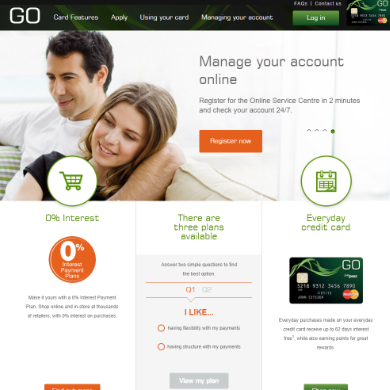 FAQs | Contact us
GO
Card Features
Apply
Using your card
Managing your account
Log in
GO
Manage your account
online
Register for the Online Service Centre in 2 minutes
and check your account 24/7.
Register now
0% Interest
0%
Interest
Payment
Plans
Make it yours with a 0% Interest Payment
Plan. Shop online and in store at thousands
of retailers, with 0% interest on purchases.
There are
three plans
available
Answer two simple questions to find
the best option.
Q1 Q2
I LIKE...
having flexibility with my payments
having structure with my payments
View my plan
Everyday
credit card
GO
5218 9312 3456 7890
MasterCard
Everyday purchases made on your everyday
credit card receive up to 62 days interest
free*, while also earning points for great
rewards.